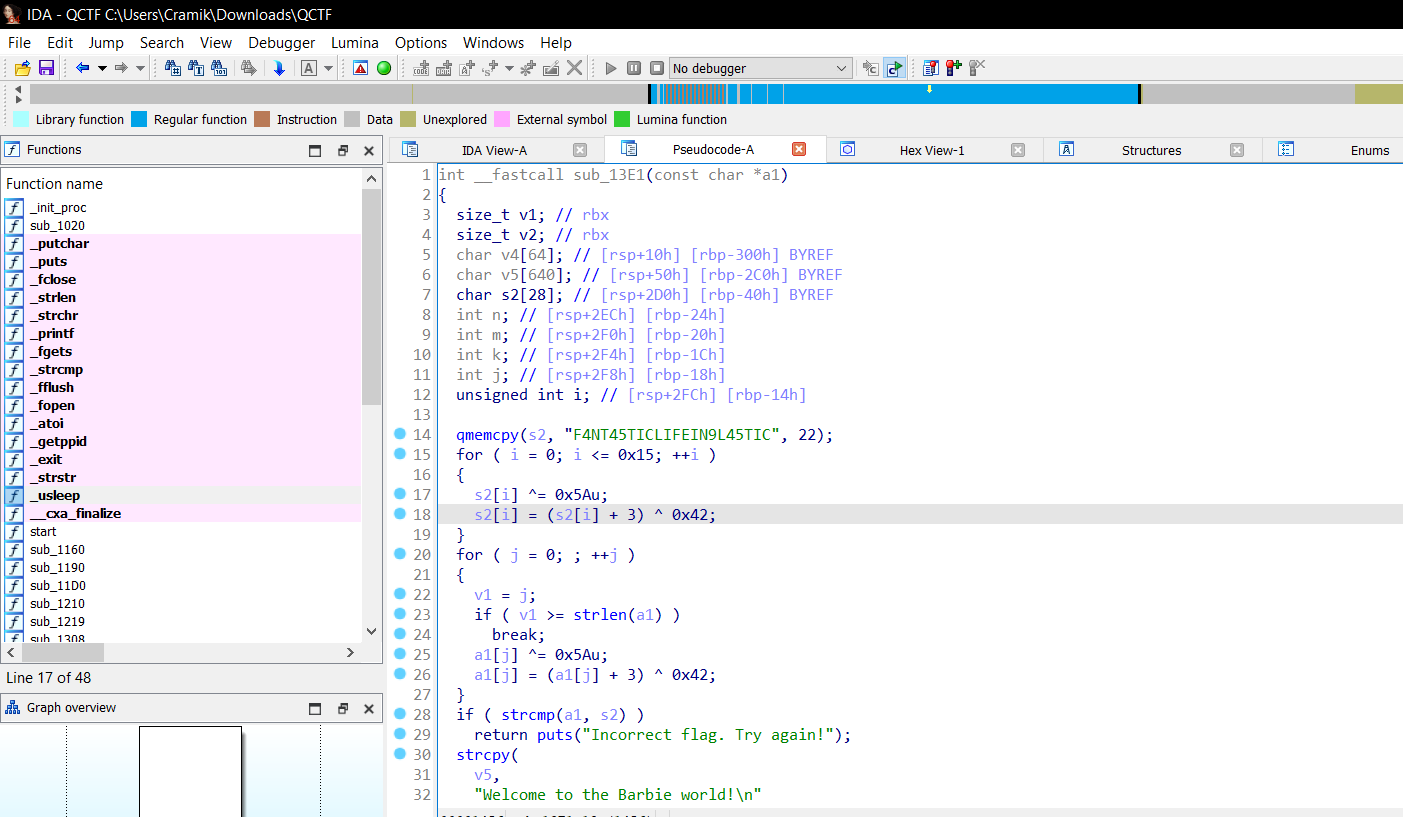 IDA - QCTF C:\Users\Cramik\Downloads\QCTF
File Edit Jump Search View Debugger Lumina Options Windows Help
No debugger
Library function Regular function Instruction Data Unexplored External symbol Lumina function
Functions
Function name
_init_proc
sub_1020
_putchar
_puts
_fclose
_strlen
_strchr
_printf
_fgets
_strcmp
_fflush
_fopen
_atoi
_getppid
_exit
_strstr
_usleep
__cxa_finalize
start
sub_1160
sub_1190
sub_11D0
sub_1210
sub_1219
sub_1308
Line 17 of 48
Graph overview
IDA View-A Pseudocode-A Hex View-1 Structures Enums
1 int __fastcall sub_13E1(const char *a1)
2 {
3 size_t v1; // rbx
4 size_t v2; // rbx
5 char v4[64]; // [rsp+10h] [rbp-300h] BYREF
6 char v5[640]; // [rsp+50h] [rbp-2C0h] BYREF
7 char s2[28]; // [rsp+2D0h] [rbp-40h] BYREF
8 int n; // [rsp+2ECh] [rbp-24h]
9 int m; // [rsp+2F0h] [rbp-20h]
10 int k; // [rsp+2F4h] [rbp-1Ch]
11 int j; // [rsp+2F8h] [rbp-18h]
12 unsigned int i; // [rsp+2FCh] [rbp-14h]
13
14 qmemcpy(s2, "F4NT45TICLIFEIN9L45TIC", 22);
15 for ( i = 0; i <= 0x15; ++i )
16 {
17 s2[i] ^= 0x5Au;
18 s2[i] = (s2[i] + 3) ^ 0x42;
19 }
20 for ( j = 0; ; ++j )
21 {
22 v1 = j;
23 if ( v1 >= strlen(a1) )
24 break;
25 a1[j] ^= 0x5Au;
26 a1[j] = (a1[j] + 3) ^ 0x42;
27 }
28 if ( strcmp(a1, s2) )
29 return puts("Incorrect flag. Try again!");
30 strcpy(
31 v5,
32 "Welcome to the Barbie world!\n"